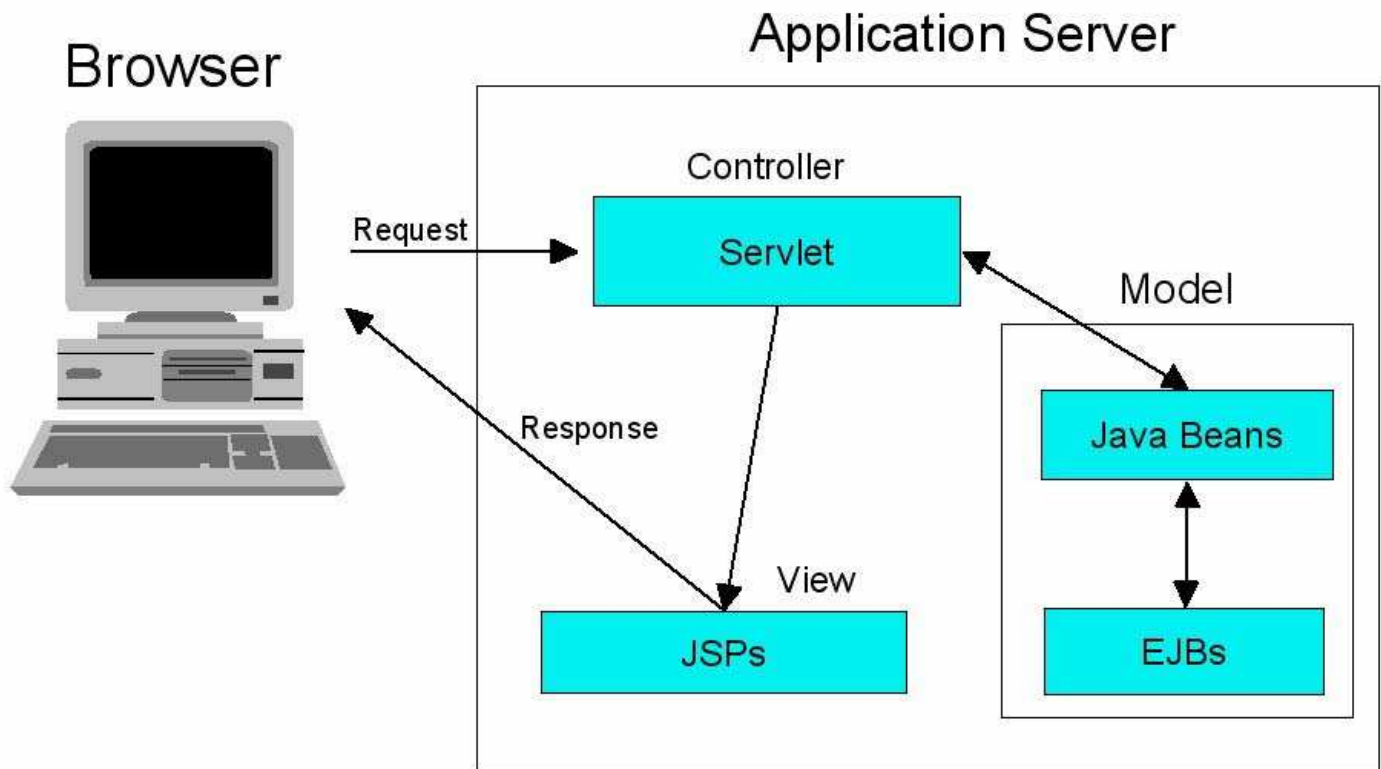 Application Server
Browser
Controller
Request
Servlet
Model
Response
Java Beans
View
JSPs
EJBs